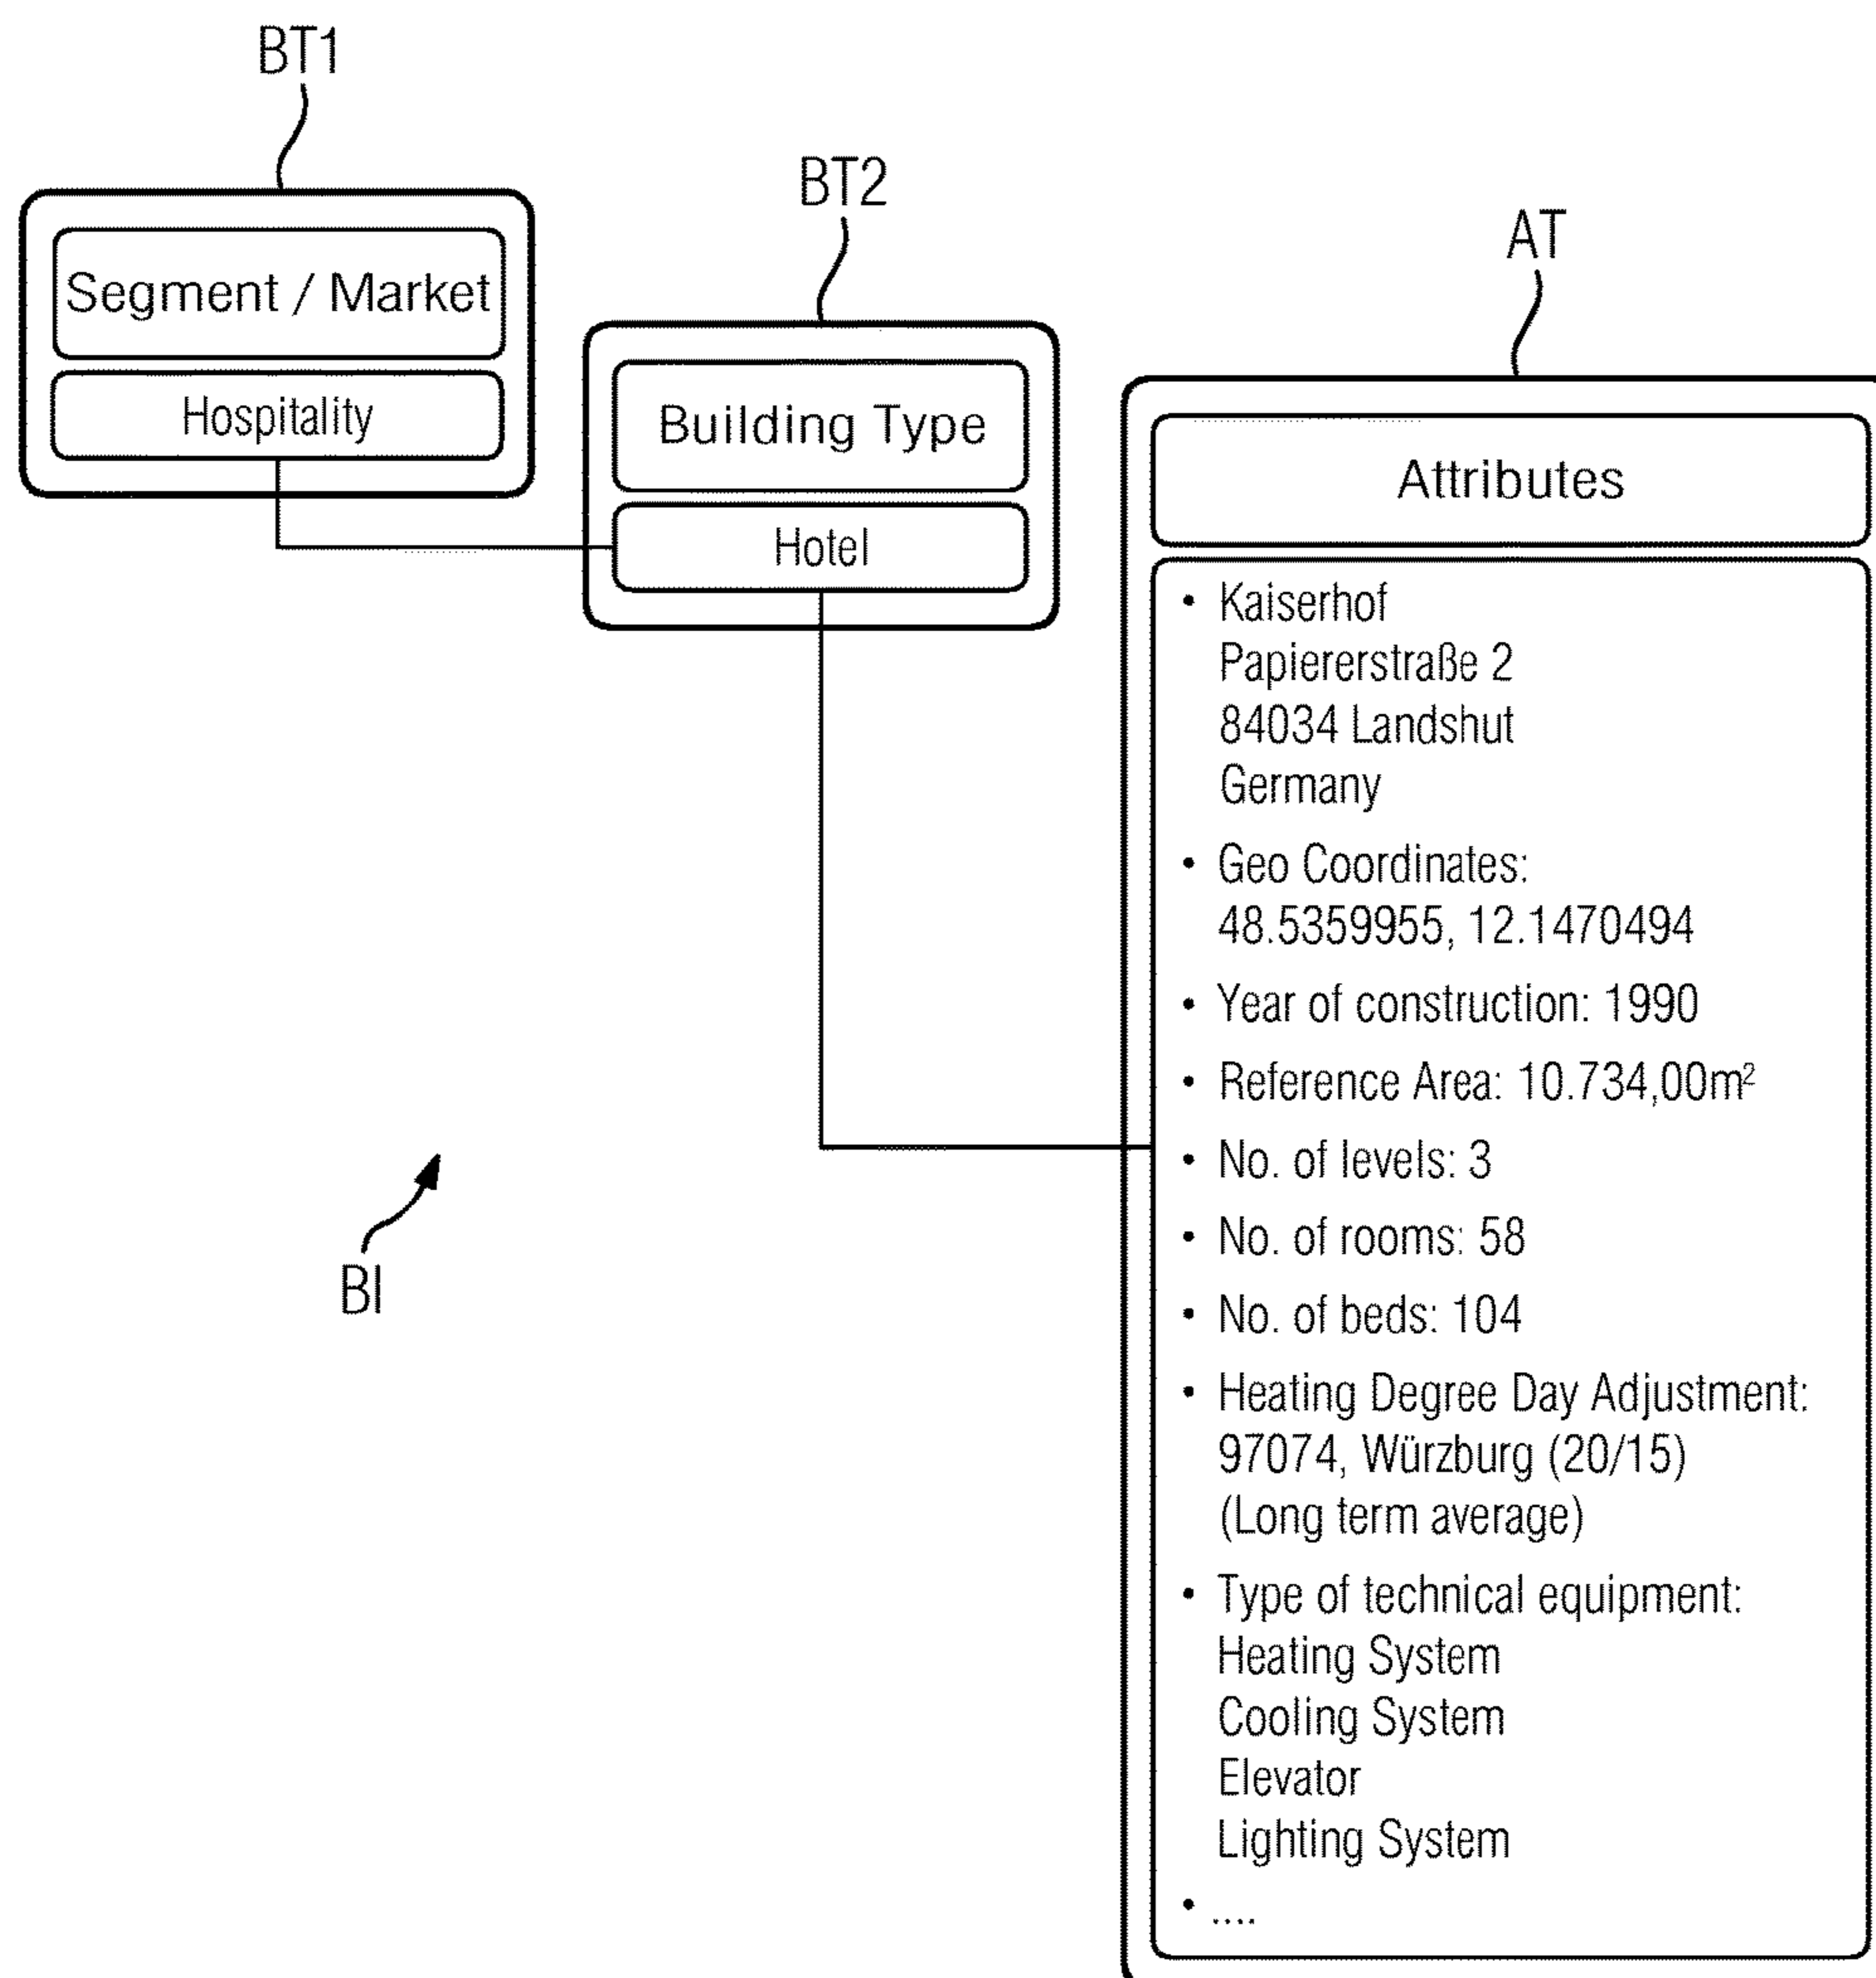 BT1
Segment / Market
Hospitality
BT2
Building Type
Hotel
AT
Attributes
• Kaiserhof
Papiererstraße 2
84034 Landshut
Germany
• Geo Coordinates:
48.5359955, 12.1470494
• Year of construction: 1990
• Reference Area: 10.734,00m²
• No. of levels: 3
• No. of rooms: 58
• No. of beds: 104
• Heating Degree Day Adjustment:
97074, Würzburg (20/15)
(Long term average)
• Type of technical equipment:
Heating System
Cooling System
Elevator
Lighting System
• ....
BI